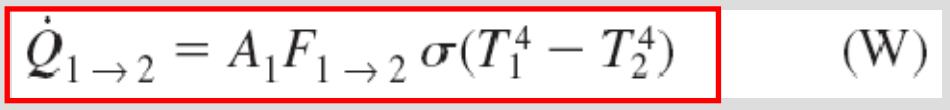 Q̇₁ → ₂ = A₁F₁ → ₂ σ(T₁⁴ − T₂⁴) (W)